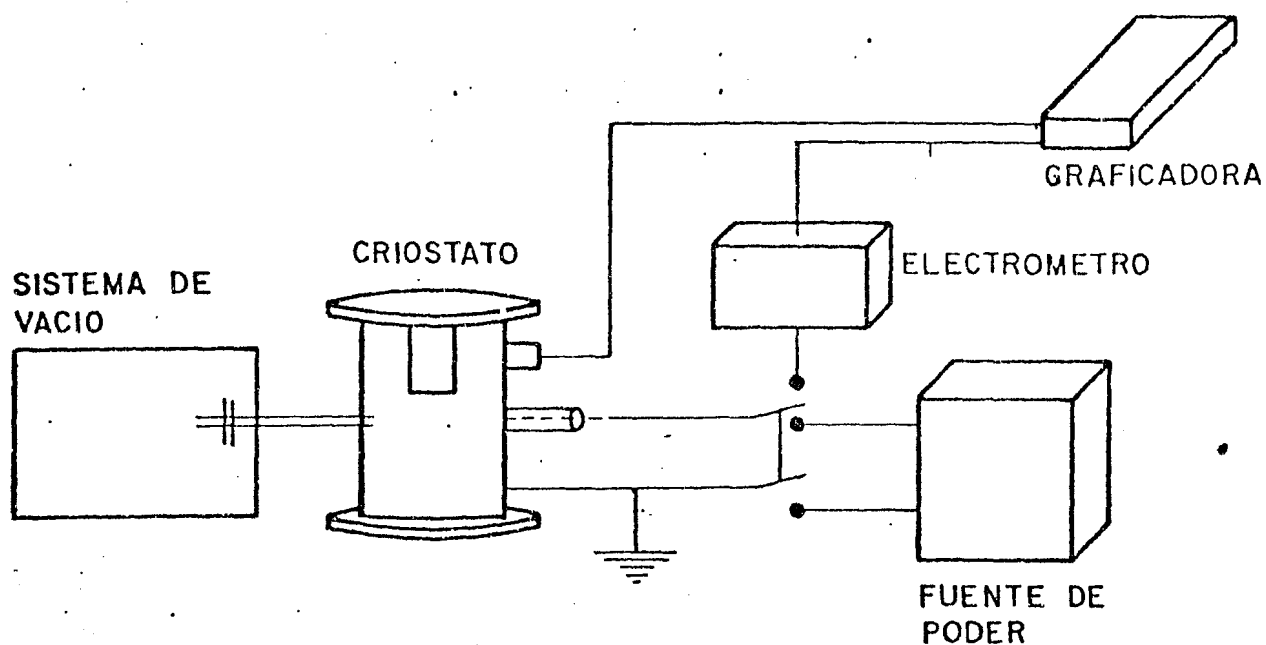 GRAFICADORA
CRIOSTATO
ELECTROMETRO
SISTEMA DE
VACIO
FUENTE DE
PODER